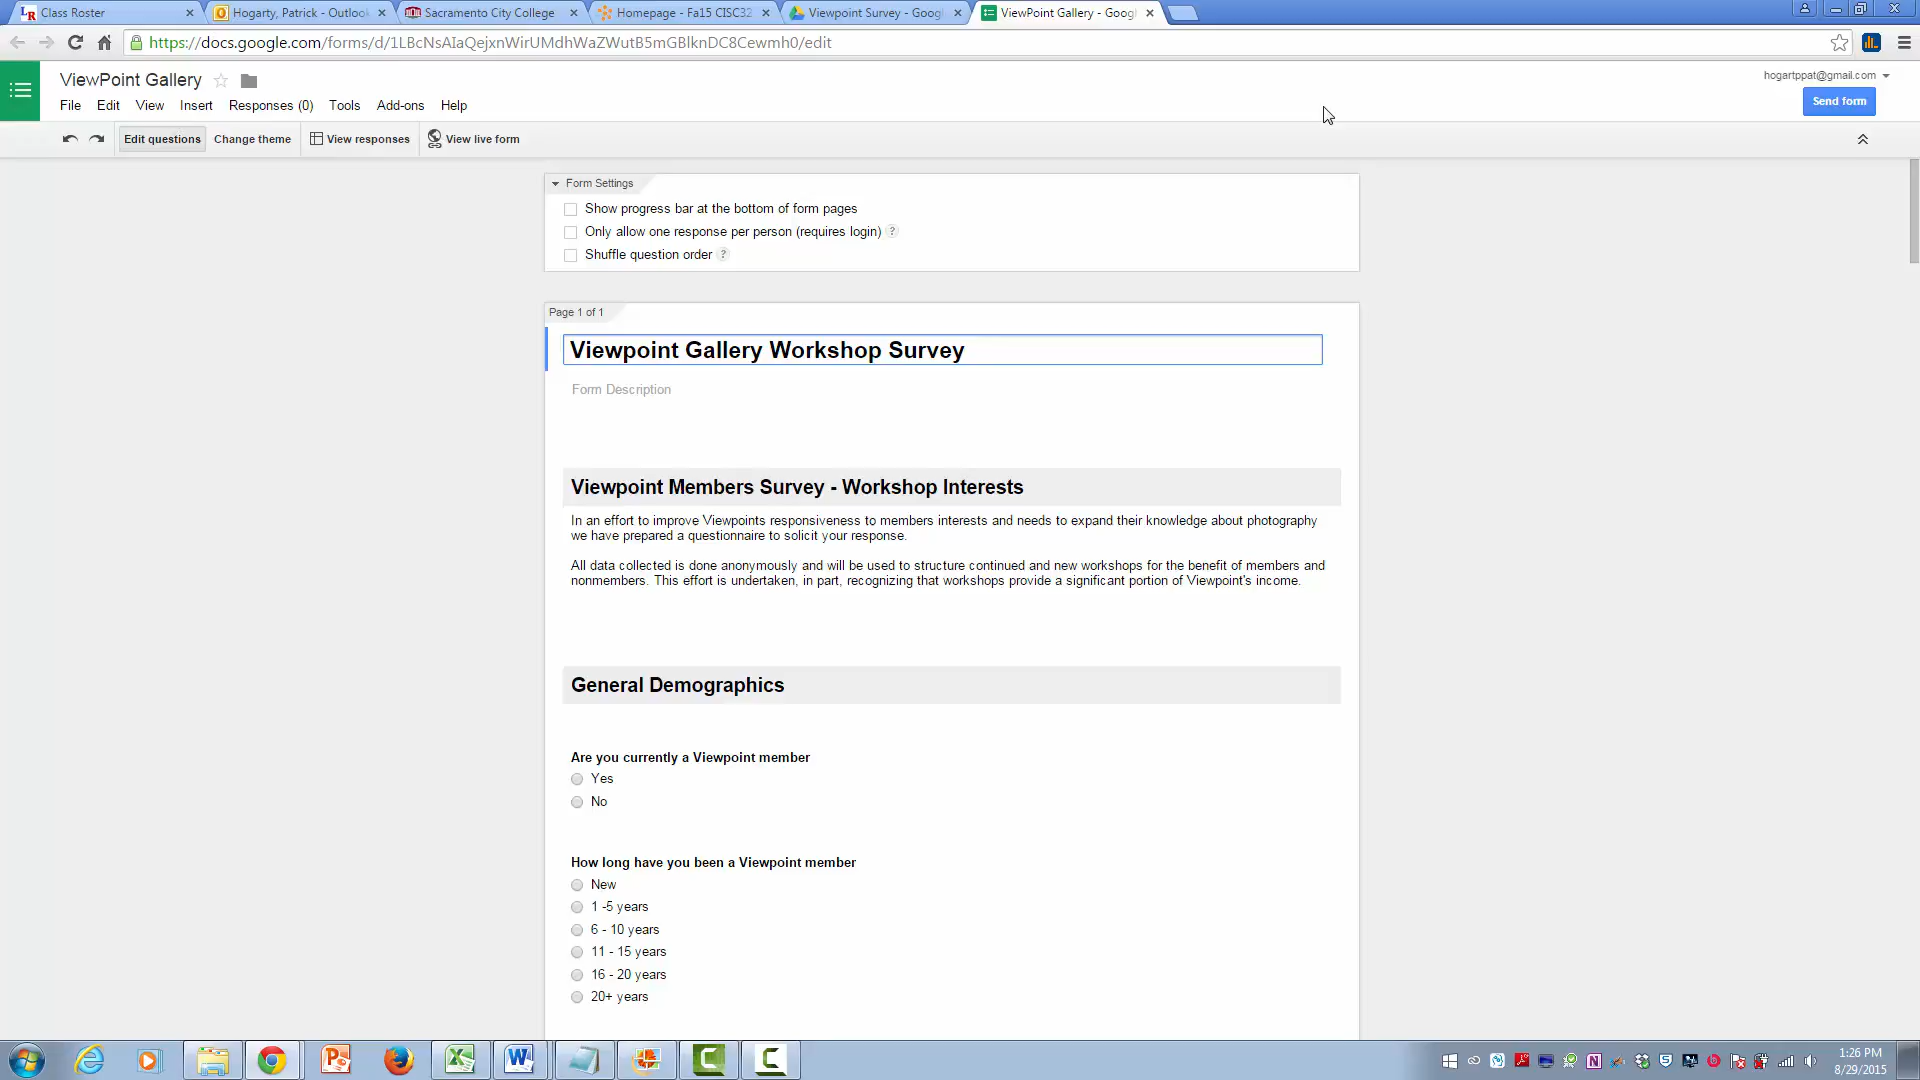 Class Roster
Hogarty, Patrick - Outlook
Sacramento City College
Homepage - Fa15 CISC32
Viewpoint Survey - Googl
ViewPoint Gallery - Googl
https://docs.google.com/forms/d/1LBcNsAIaQejxnWirUMdhWaZWutB5mGBlknDC8Cewmh0/edit
ViewPoint Gallery
hogartppat@gmail.com
File Edit View Insert Responses (0) Tools Add-ons Help
Send form
Edit questions Change theme View responses View live form
Form Settings
Show progress bar at the bottom of form pages
Only allow one response per person (requires login) ?
Shuffle question order ?
Page 1 of 1
Viewpoint Gallery Workshop Survey
Form Description
Viewpoint Members Survey - Workshop Interests
In an effort to improve Viewpoints responsiveness to members interests and needs to expand their knowledge about photography
we have prepared a questionnaire to solicit your response.
All data collected is done anonymously and will be used to structure continued and new workshops for the benefit of members and
nonmembers. This effort is undertaken, in part, recognizing that workshops provide a significant portion of Viewpoint's income.
General Demographics
Are you currently a Viewpoint member
Yes
No
How long have you been a Viewpoint member
New
1 -5 years
6 - 10 years
11 - 15 years
16 - 20 years
20+ years
1:26 PM
8/29/2015